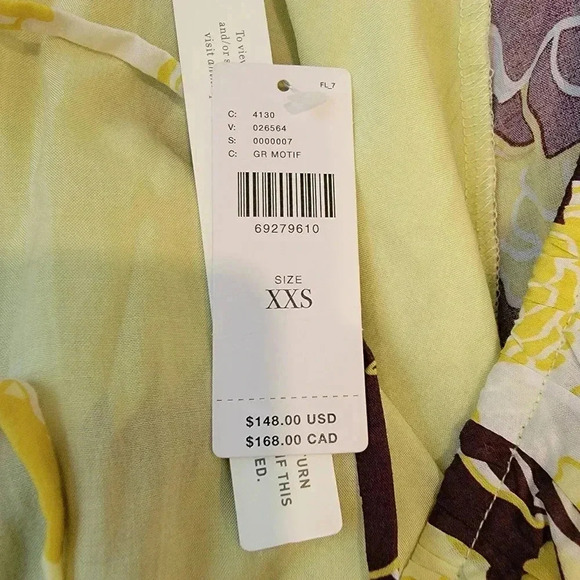 To view
and/or s
visit d
FL_7
C: 4130
V: 026564
S: 0000007
C: GR MOTIF
69279610
SIZE
XXS
$148.00 USD
$168.00 CAD
TURN
IF THIS
ED.